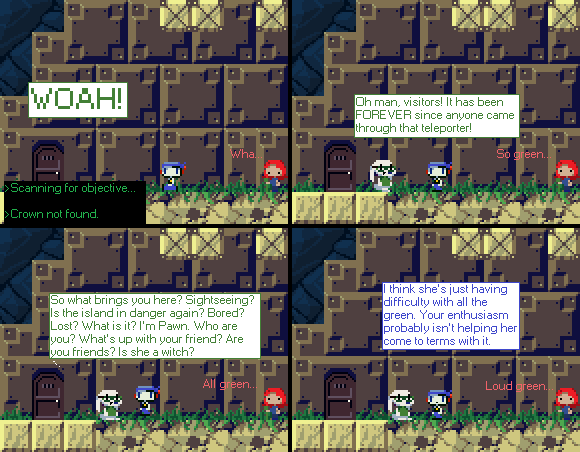 WOAH!
Wha..
>Scanning for objective...
>Crown not found.
Oh man, visitors! It has been
FOREVER since anyone came
through that teleporter!
So green..
So what brings you here? Sightseeing?
Is the island in danger again? Bored?
Lost? What is it? I'm Pawn. Who are
you? What's up with your friend? Are
you friends? Is she a witch?
All green..
I think she's just having
difficulty with all the
green. Your enthusiasm
probably isn't helping her
come to terms with it.
Loud green..